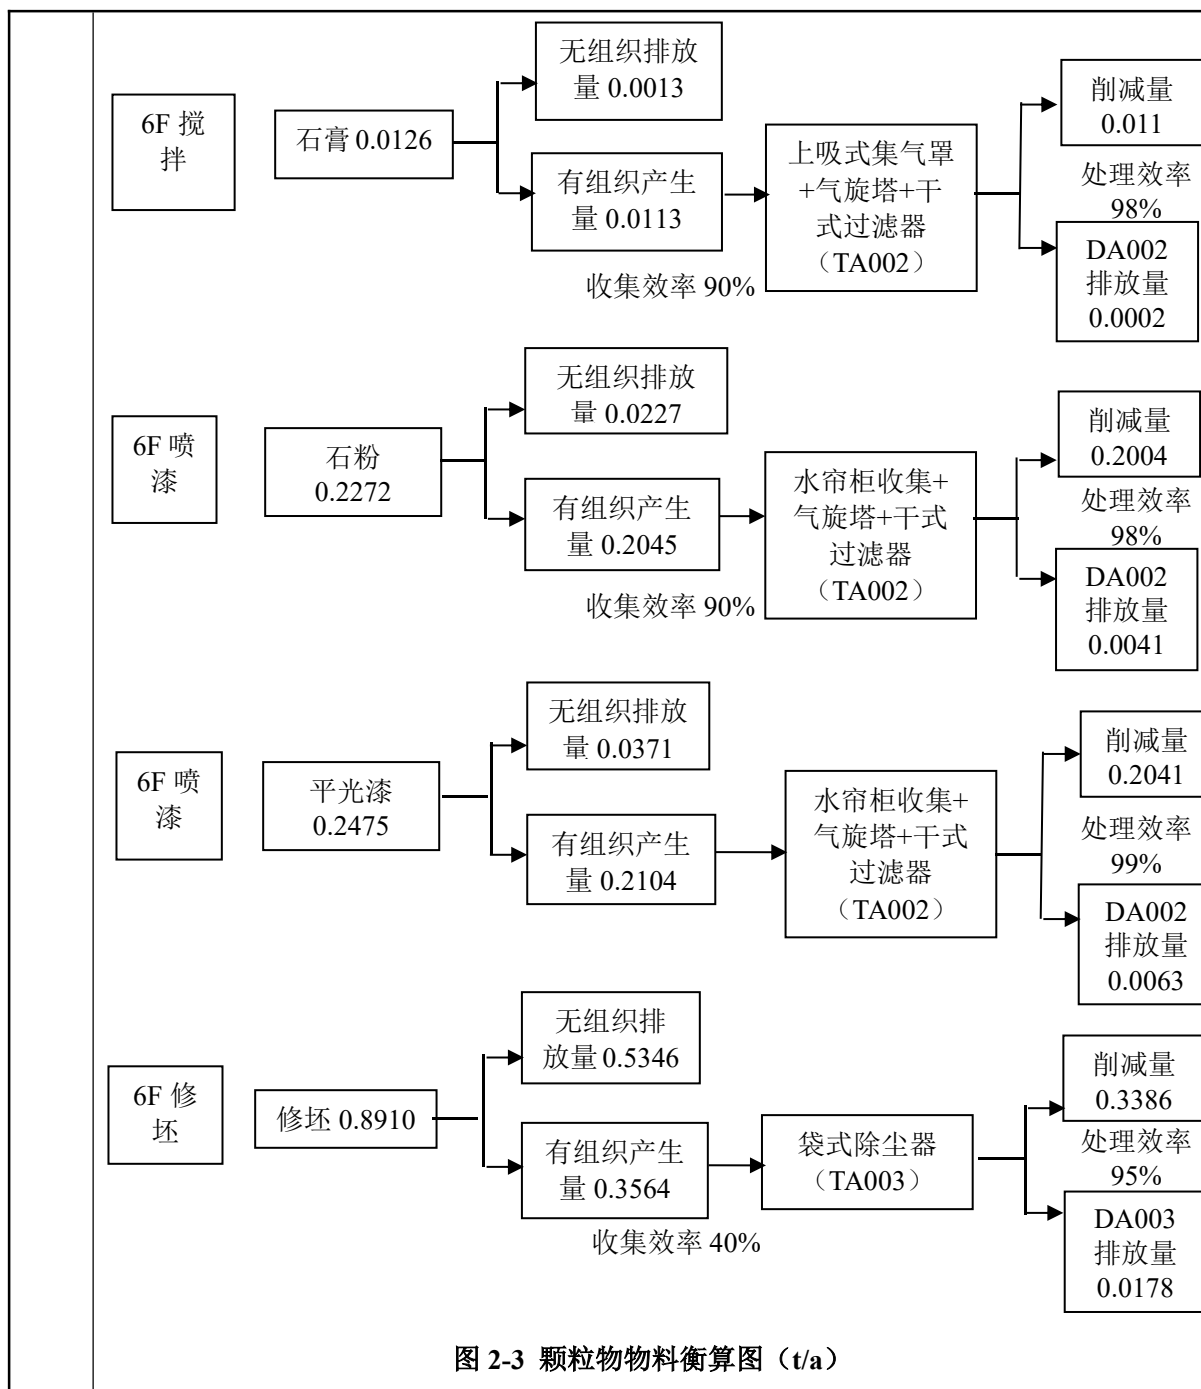 6F 搅
拌
石膏 0.0126
无组织排放
量 0.0013
有组织产生
量 0.0113
收集效率 90%
上吸式集气罩
+气旋塔+干
式过滤器
（TA002）
削减量
0.011
处理效率
98%
DA002
排放量
0.0002
6F 喷
漆
石粉
0.2272
无组织排放
量 0.0227
有组织产生
量 0.2045
收集效率 90%
水帘柜收集+
气旋塔+干式
过滤器
（TA002）
削减量
0.2004
处理效率
98%
DA002
排放量
0.0041
6F 喷
漆
平光漆
0.2475
无组织排放
量 0.0371
有组织产生
量 0.2104
水帘柜收集+
气旋塔+干式
过滤器
（TA002）
削减量
0.2041
处理效率
99%
DA002
排放量
0.0063
6F 修
坯
修坯 0.8910
无组织排
放量 0.5346
有组织产生
量 0.3564
收集效率 40%
袋式除尘器
（TA003）
削减量
0.3386
处理效率
95%
DA003
排放量
0.0178
图 2-3 颗粒物物料衡算图（t/a）